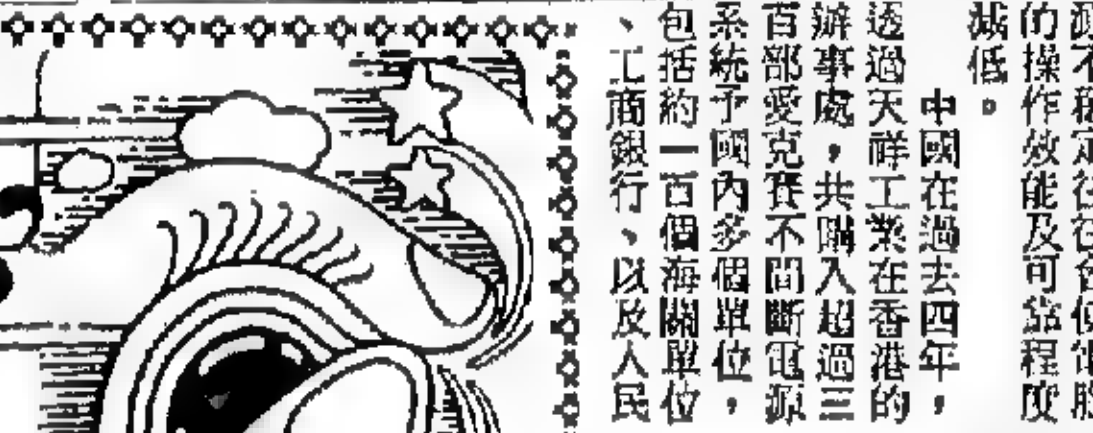 源不穩定往往會使電腦
的操作效能及可靠程度
減低。
中國在過去四年，
透過天祥工業在香港的
辦事處，共購入超過三
百部愛克賽不間斷電源
系統予國內多個單位，
包括約一百個海關單位
、工商銀行、以及人民